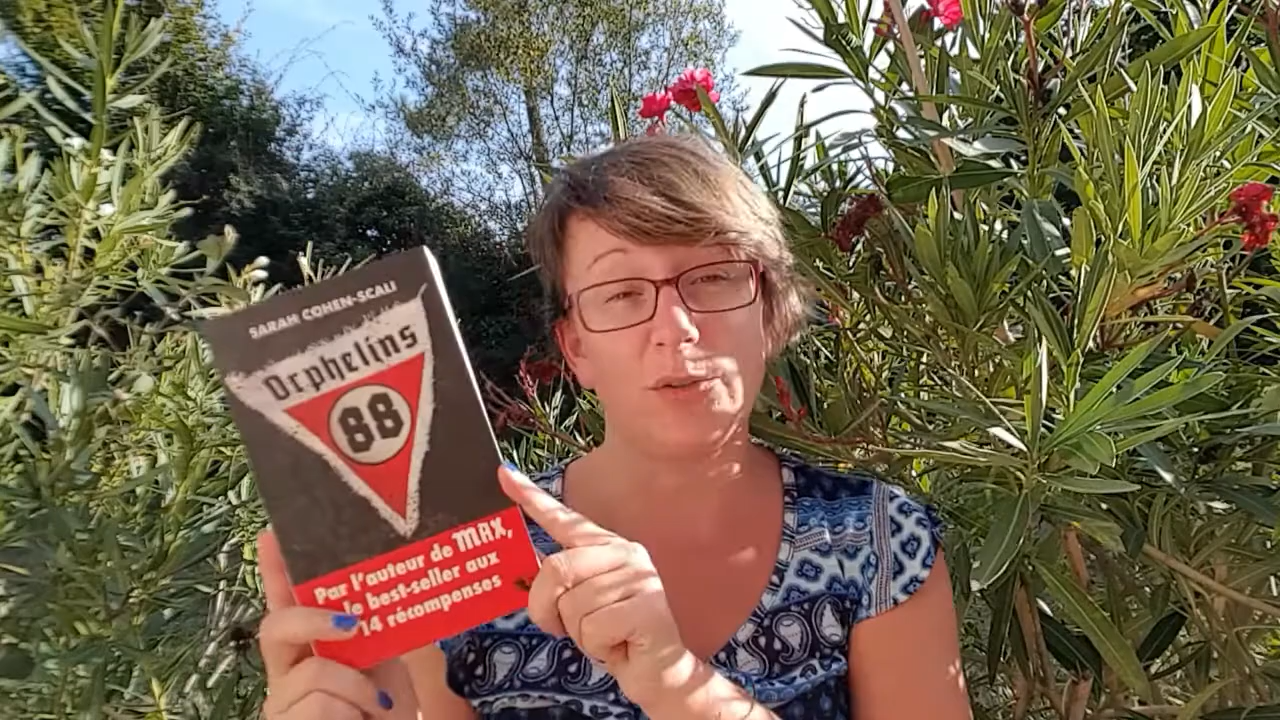 SARAH COHEN-SCALI
Orphelins
88
Par l'auteur de MAX,
le best-seller aux
14 récompenses